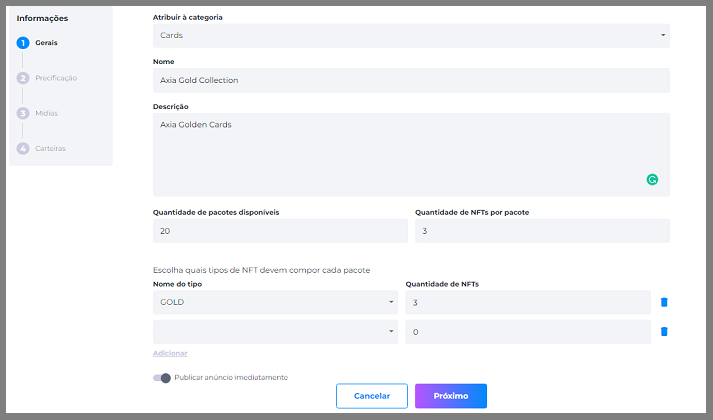 Informações
1 Gerais
2 Precificação
3 Mídias
4 Carteiras
Atribuir à categoria
Cards
Nome
Axia Gold Collection
Descrição
Axia Golden Cards
Quantidade de pacotes disponíveis
20
Quantidade de NFTs por pacote
3
Escolha quais tipos de NFT devem compor cada pacote
Nome do tipo
Quantidade de NFTs
GOLD
3
0
Adicionar
Publicar anúncio imediatamente
Cancelar
Próximo